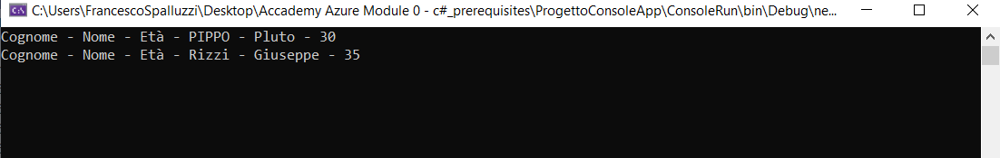 C:\Users\FrancescoSpalluzzi\Desktop\Accademy Azure Module 0 - c#_prerequisites\ProgettoConsoleApp\ConsoleRun\bin\Debug\ne...
Cognome - Nome - Età - PIPPO - Pluto - 30
Cognome - Nome - Età - Rizzi - Giuseppe - 35